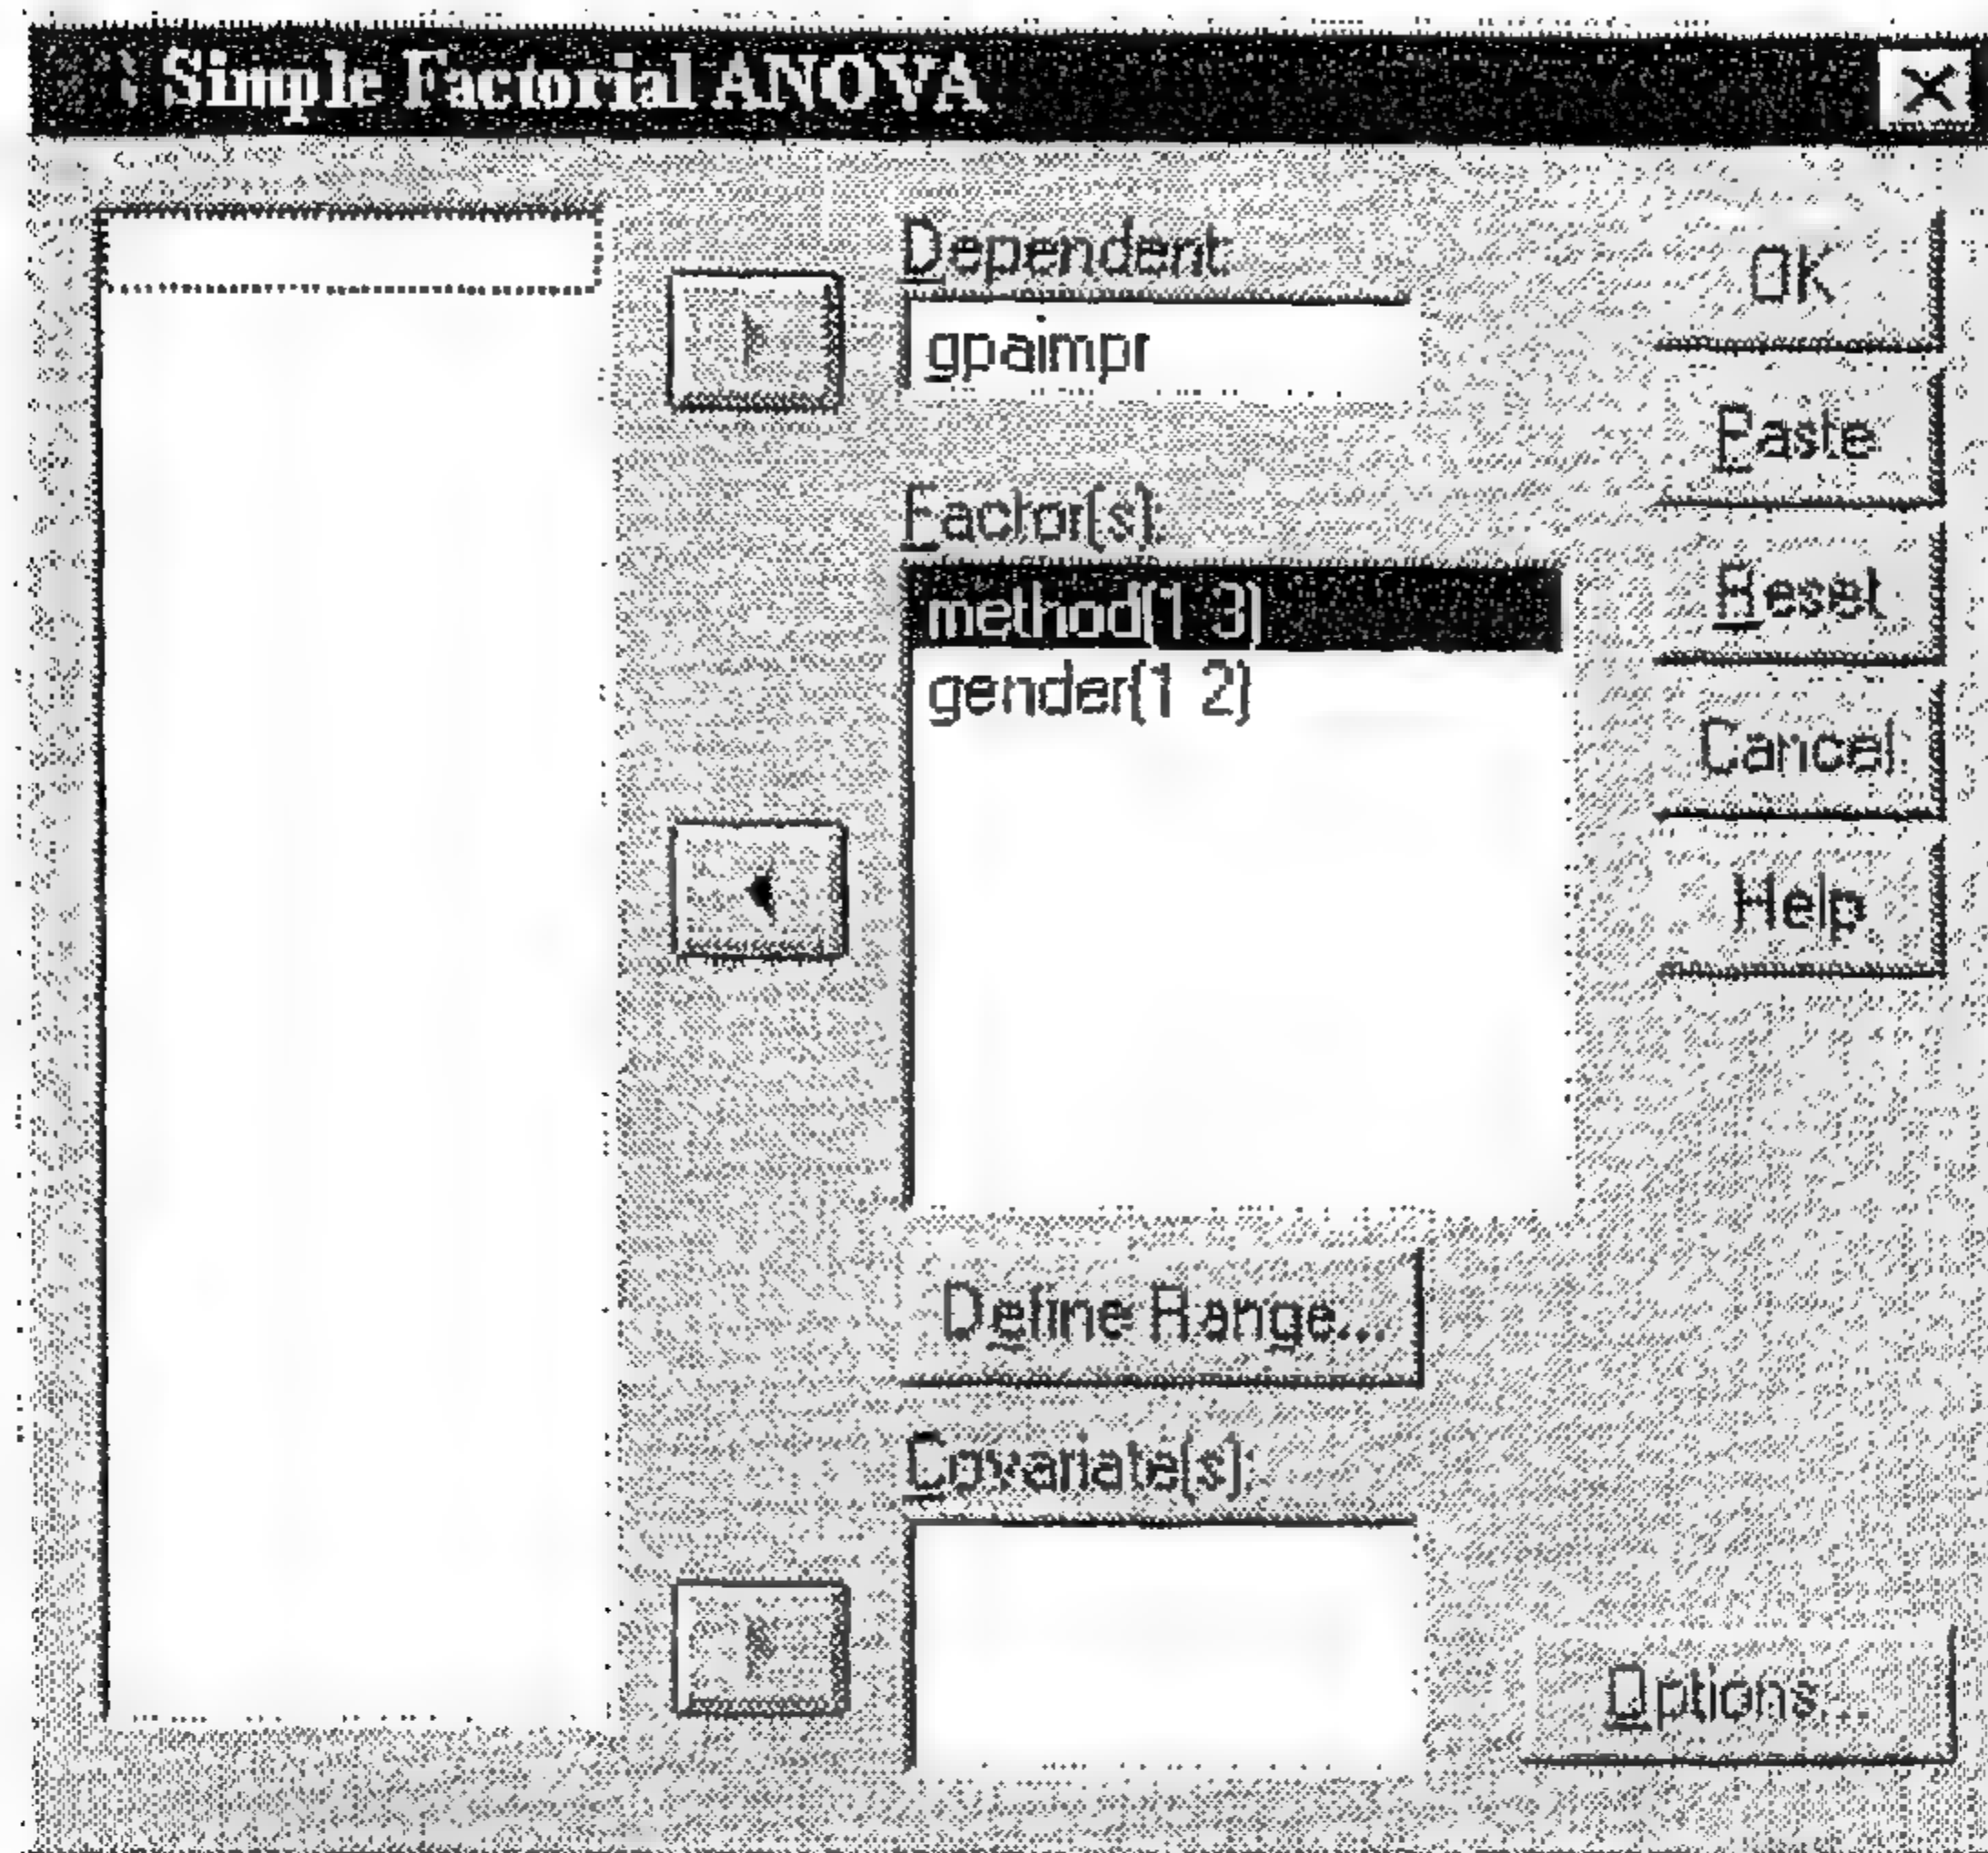 Simple Factorial ANOVA
Dependent:
gpaimpr
Factor(s):
method(1 3)
gender(1 2)
Define Range...
Covariate(s):
OK
Paste
Reset
Cancel
Help
Options...